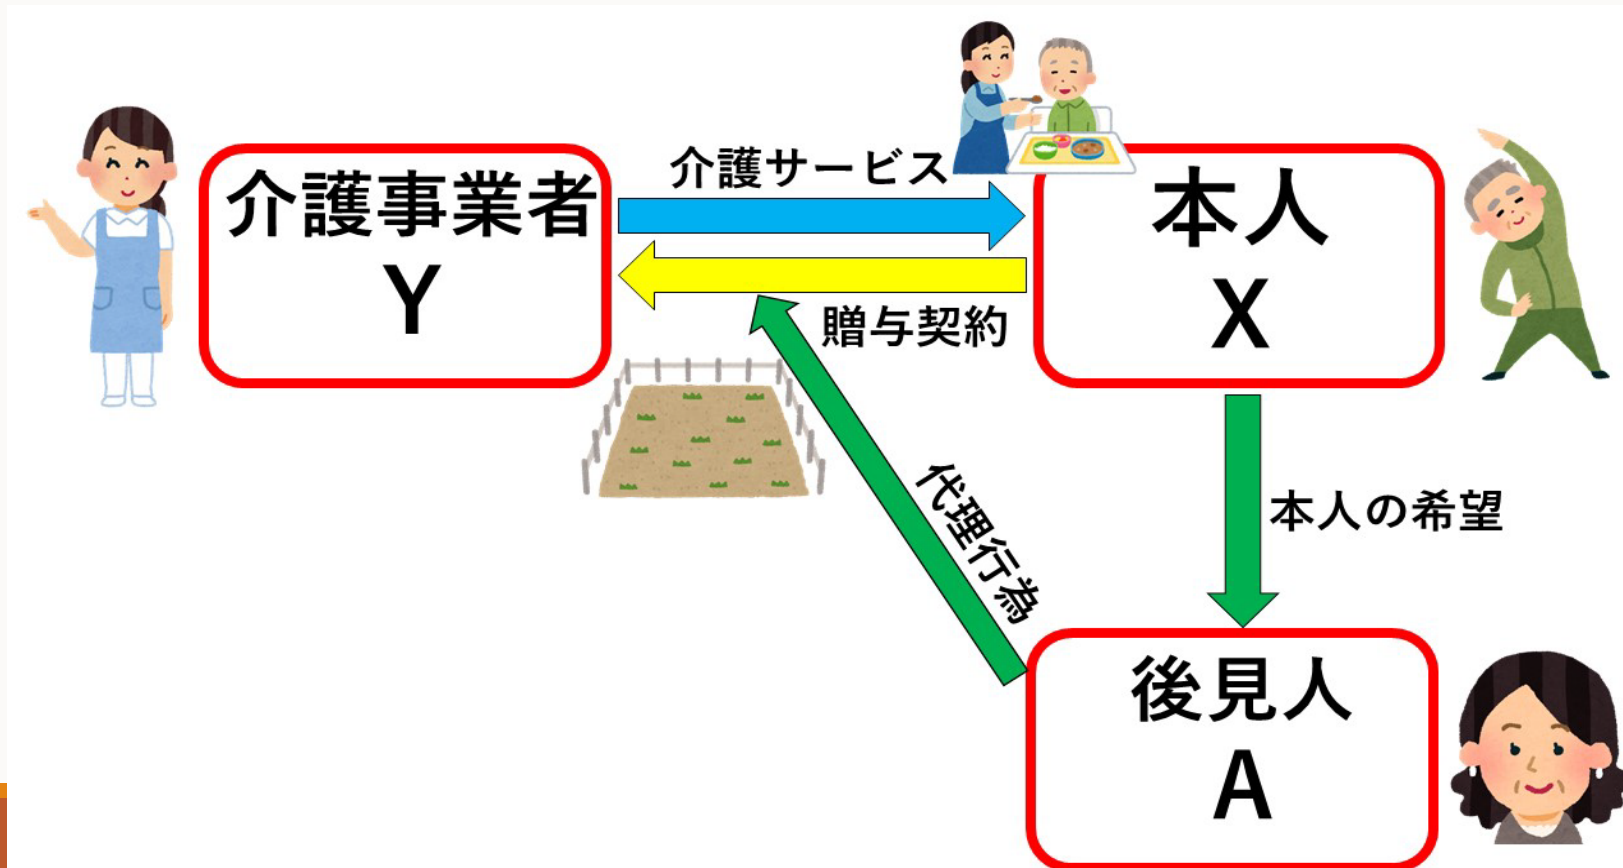 介護サービス
介護事業者
Y
本人
X
贈与契約
代理行為
本人の希望
後見人
A